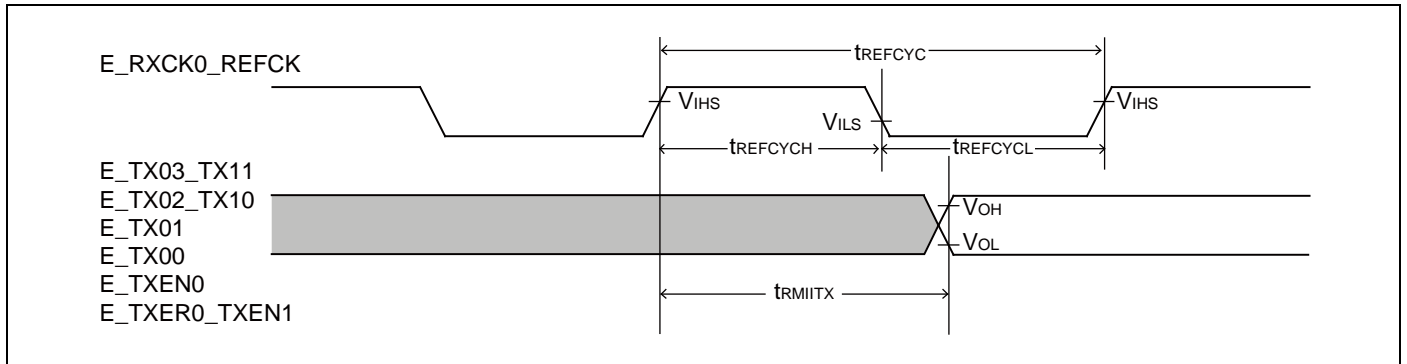 tREFCYC
E_RXCK0_REFCK
VIHS
VILS
VIHS
tREFCYCH
tREFCYCL
E_TX03_TX11
E_TX02_TX10
E_TX01
E_TX00
E_TXEN0
E_TXER0_TXEN1
VOH
VOL
tRMIITX